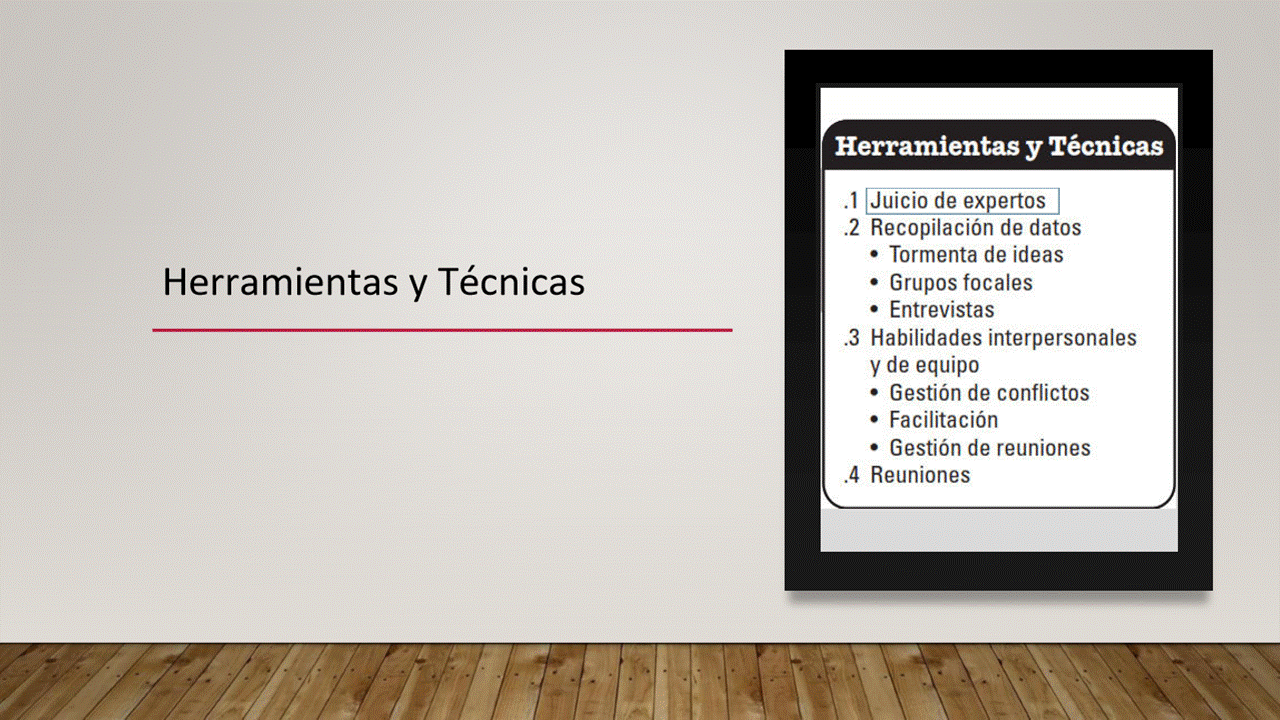 Herramientas y Técnicas
Herramientas y Técnicas
.1 Juicio de expertos
.2 Recopilación de datos
• Tormenta de ideas
• Grupos focales
• Entrevistas
.3 Habilidades interpersonales
y de equipo
• Gestión de conflictos
• Facilitación
• Gestión de reuniones
.4 Reuniones